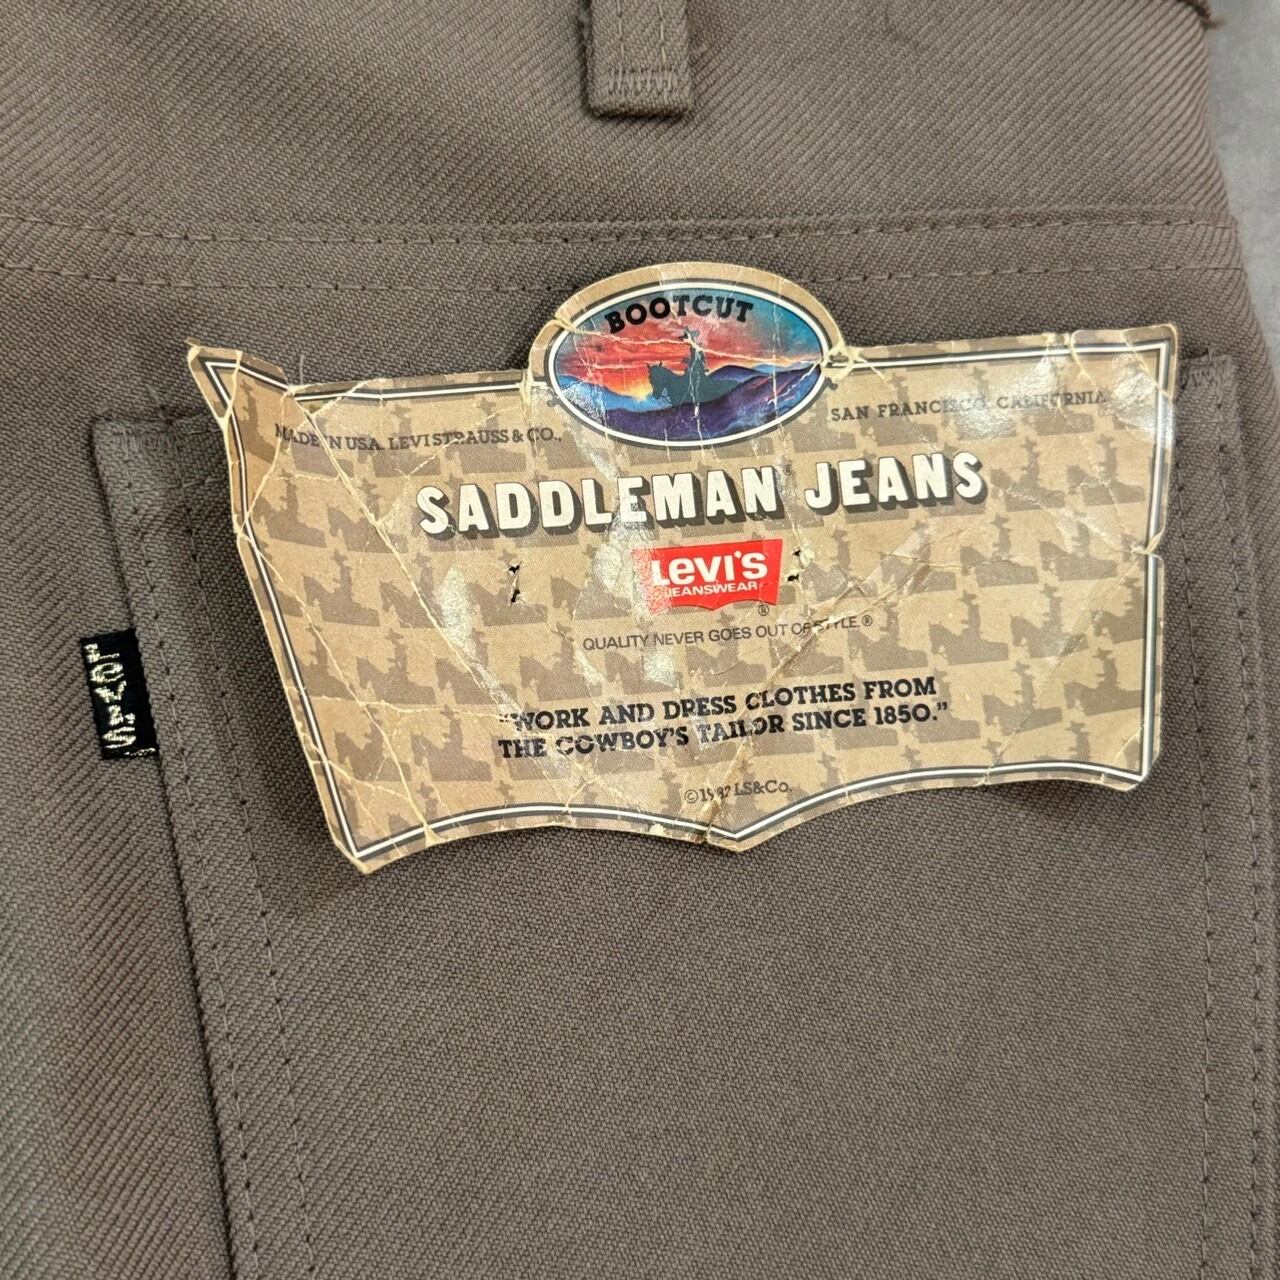 BOOTCUT
MADE IN USA. LEVI STRAUSS & CO.,
SAN FRANCISCO, CALIFORNIA
SADDLEMAN® JEANS
LEVI'S
JEANSWEAR
®
QUALITY NEVER GOES OUT OF STYLE.®
"WORK AND DRESS CLOTHES FROM
THE COWBOY'S TAILOR SINCE 1850."
©1982 LS&Co.
LEVI'S